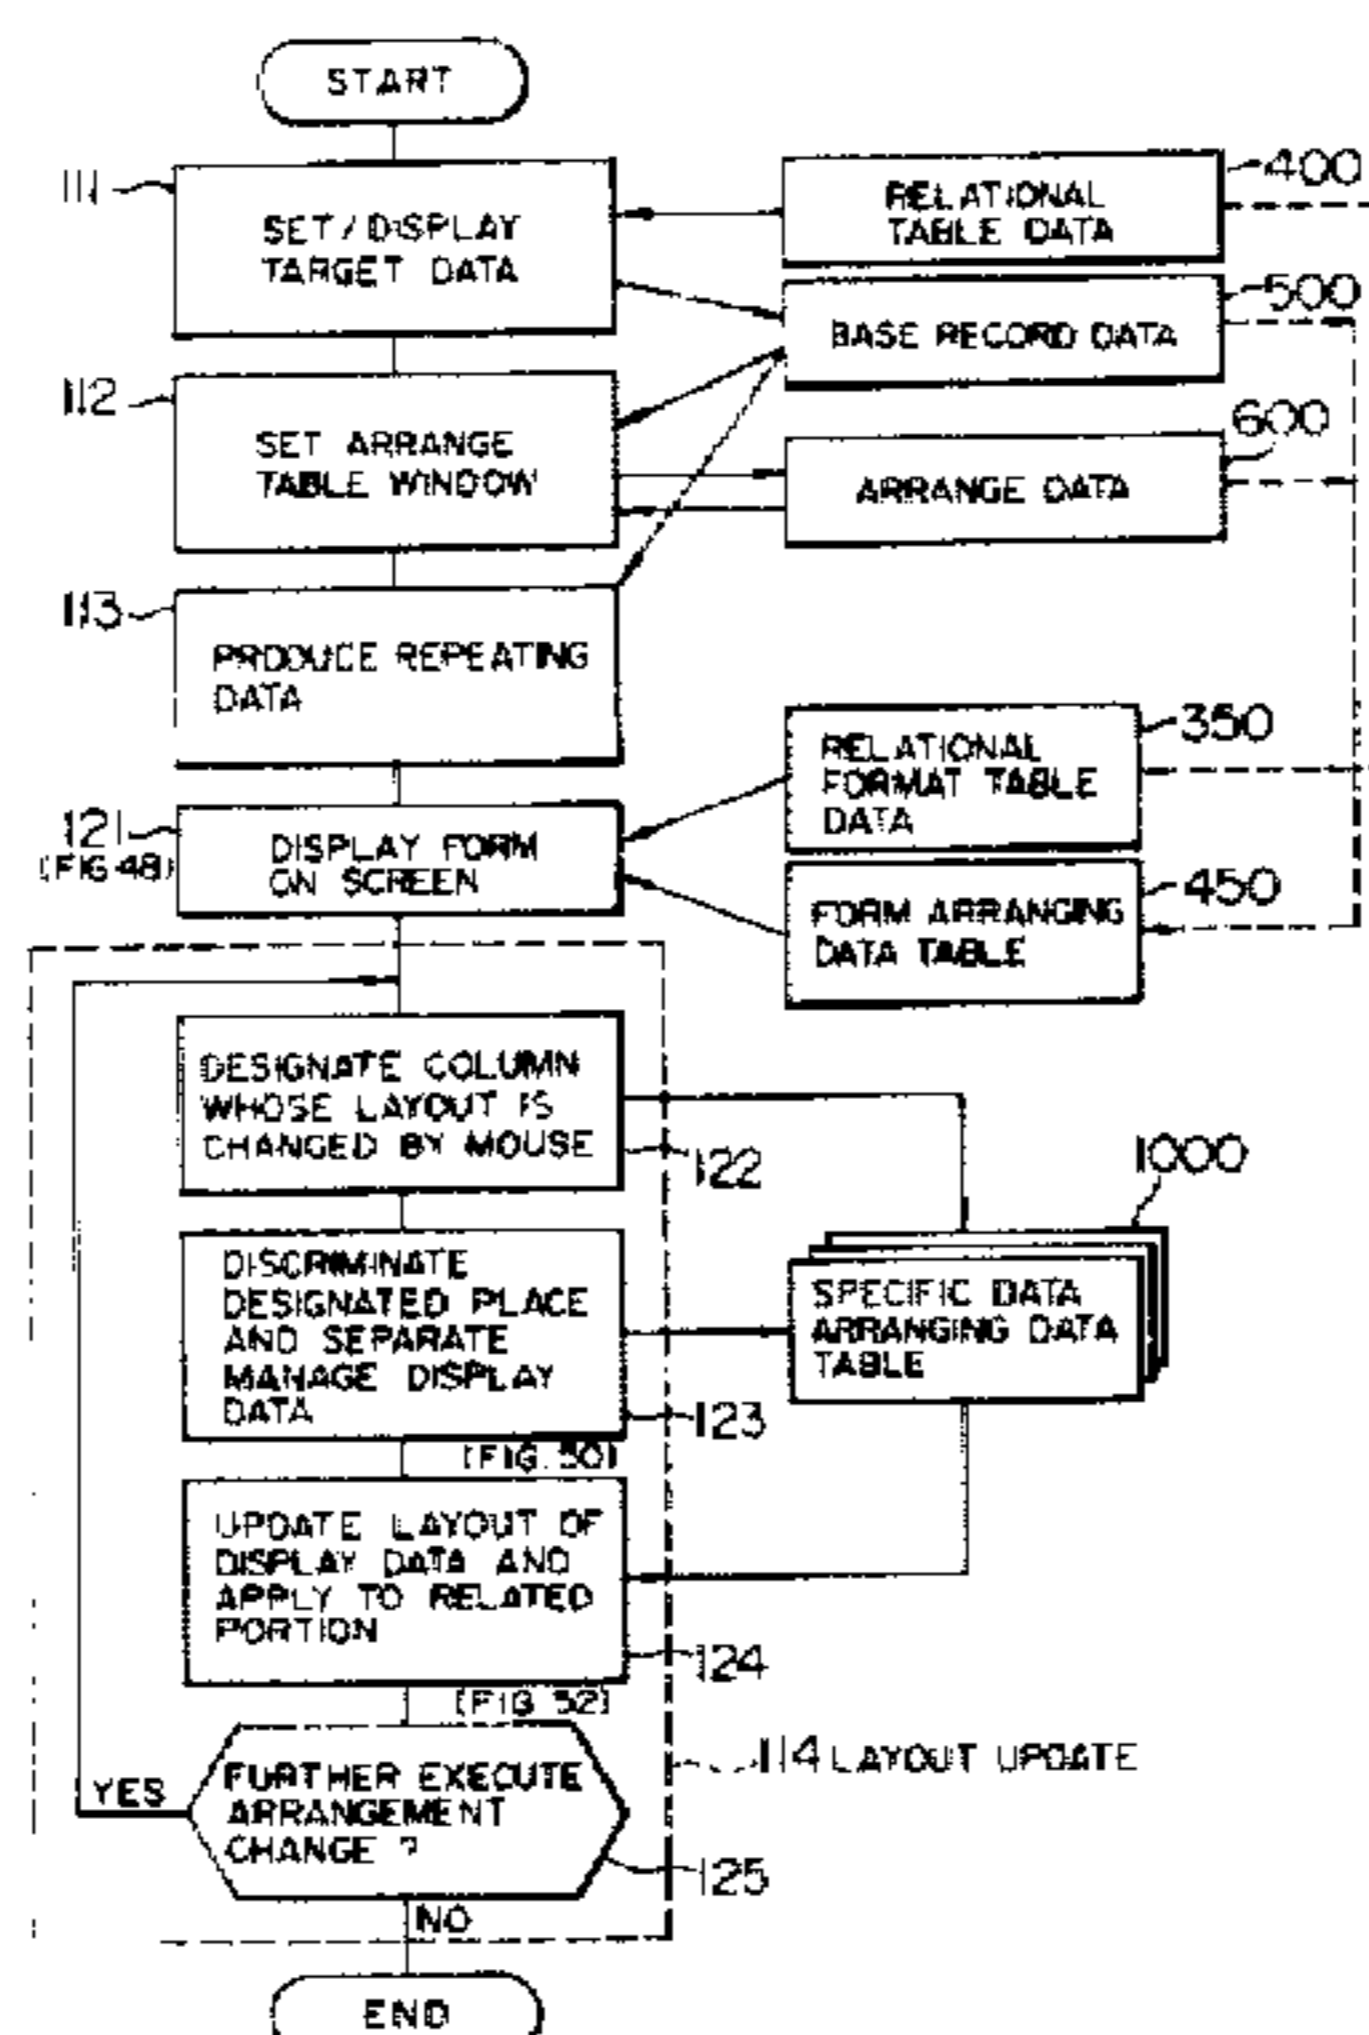 START
111
SET/DISPLAY
TARGET DATA
RELATIONAL
TABLE DATA
400
BASE RECORD DATA
500
112
SET ARRANGE
TABLE WINDOW
ARRANGE DATA
600
113
PRODUCE REPEATING
DATA
RELATIONAL
FORMAT TABLE
DATA
350
121
(FIG 48)
DISPLAY FORM
ON SCREEN
FORM ARRANGING
DATA TABLE
450
DESIGNATE COLUMN
WHOSE LAYOUT IS
CHANGED BY MOUSE
122
1000
DISCRIMINATE
DESIGNATED PLACE
AND SEPARATE
MANAGE DISPLAY
DATA
123
(FIG. 50)
SPECIFIC DATA
ARRANGING DATA
TABLE
UPDATE LAYOUT OF
DISPLAY DATA AND
APPLY TO RELATED
PORTION
124
(FIG 52)
114 LAYOUT UPDATE
YES
FURTHER EXECUTE
ARRANGEMENT
CHANGE ?
125
NO
END